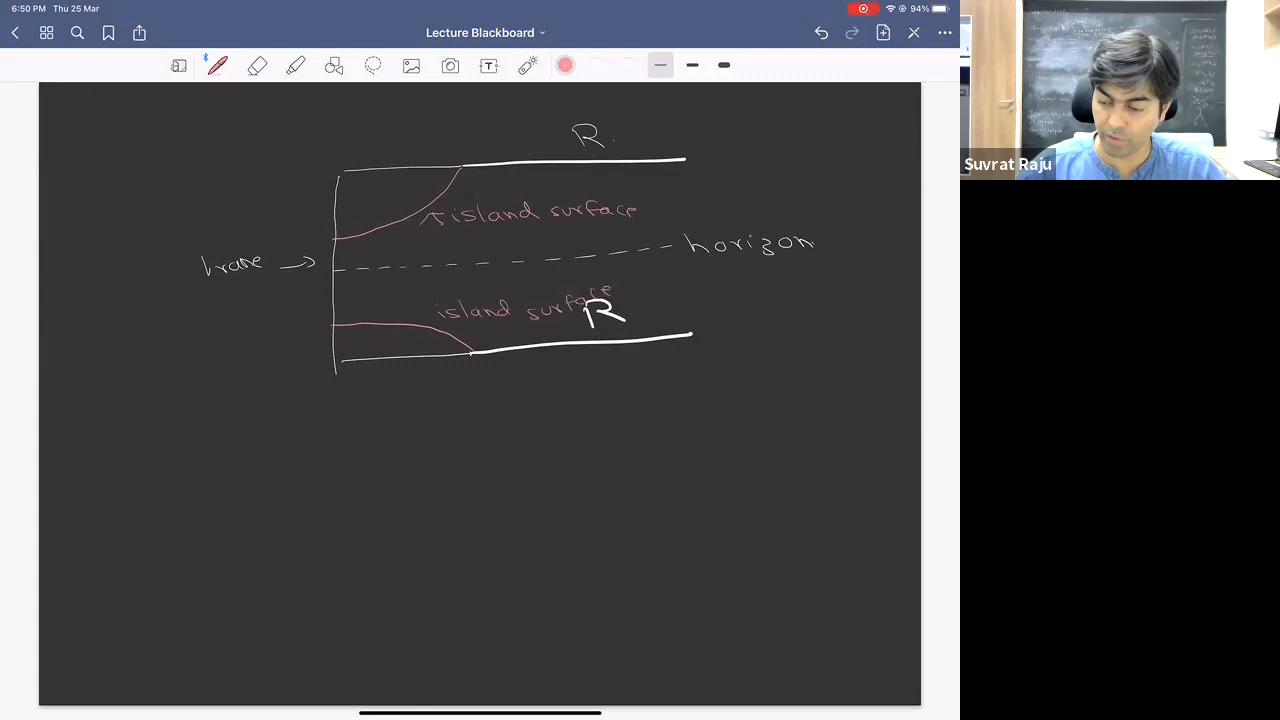 6:50 PM Thu 25 Mar
94%
Lecture Blackboard
T
Suvrat Raju
R.
island surface
brane → horizon
island surface
R